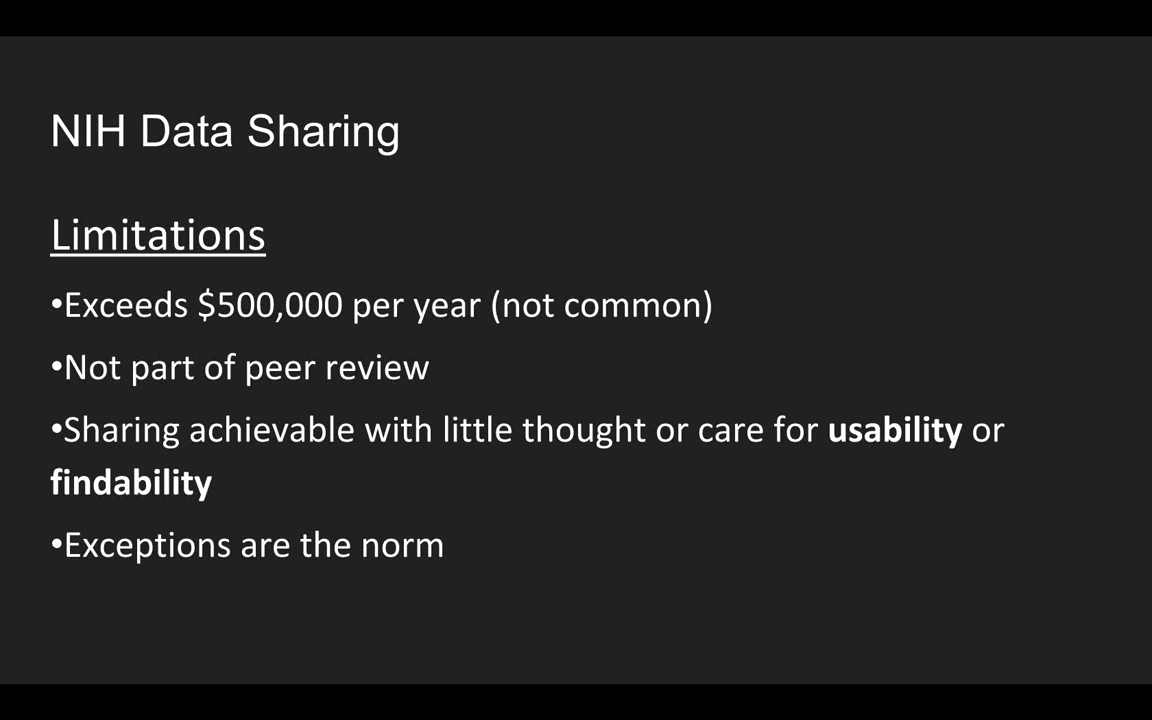 NIH Data Sharing
Limitations
•Exceeds $500,000 per year (not common)
•Not part of peer review
•Sharing achievable with little thought or care for usability or
findability
•Exceptions are the norm